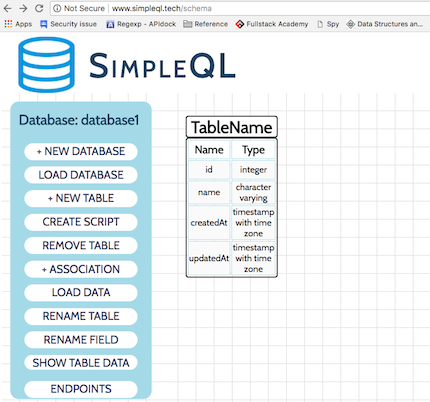 Not Secure | www.simpleql.tech/schema
Apps Security issue Regexp - APIdock Reference Fullstack Academy Spy Data Structures an...
SIMPLEQL
Database: database1
+ NEW DATABASE
LOAD DATABASE
+ NEW TABLE
CREATE SCRIPT
REMOVE TABLE
+ ASSOCIATION
LOAD DATA
RENAME TABLE
RENAME FIELD
SHOW TABLE DATA
ENDPOINTS
TableName
Name Type
id integer
name character
varying
createdAt timestamp
with time
zone
updatedAt timestamp
with time
zone